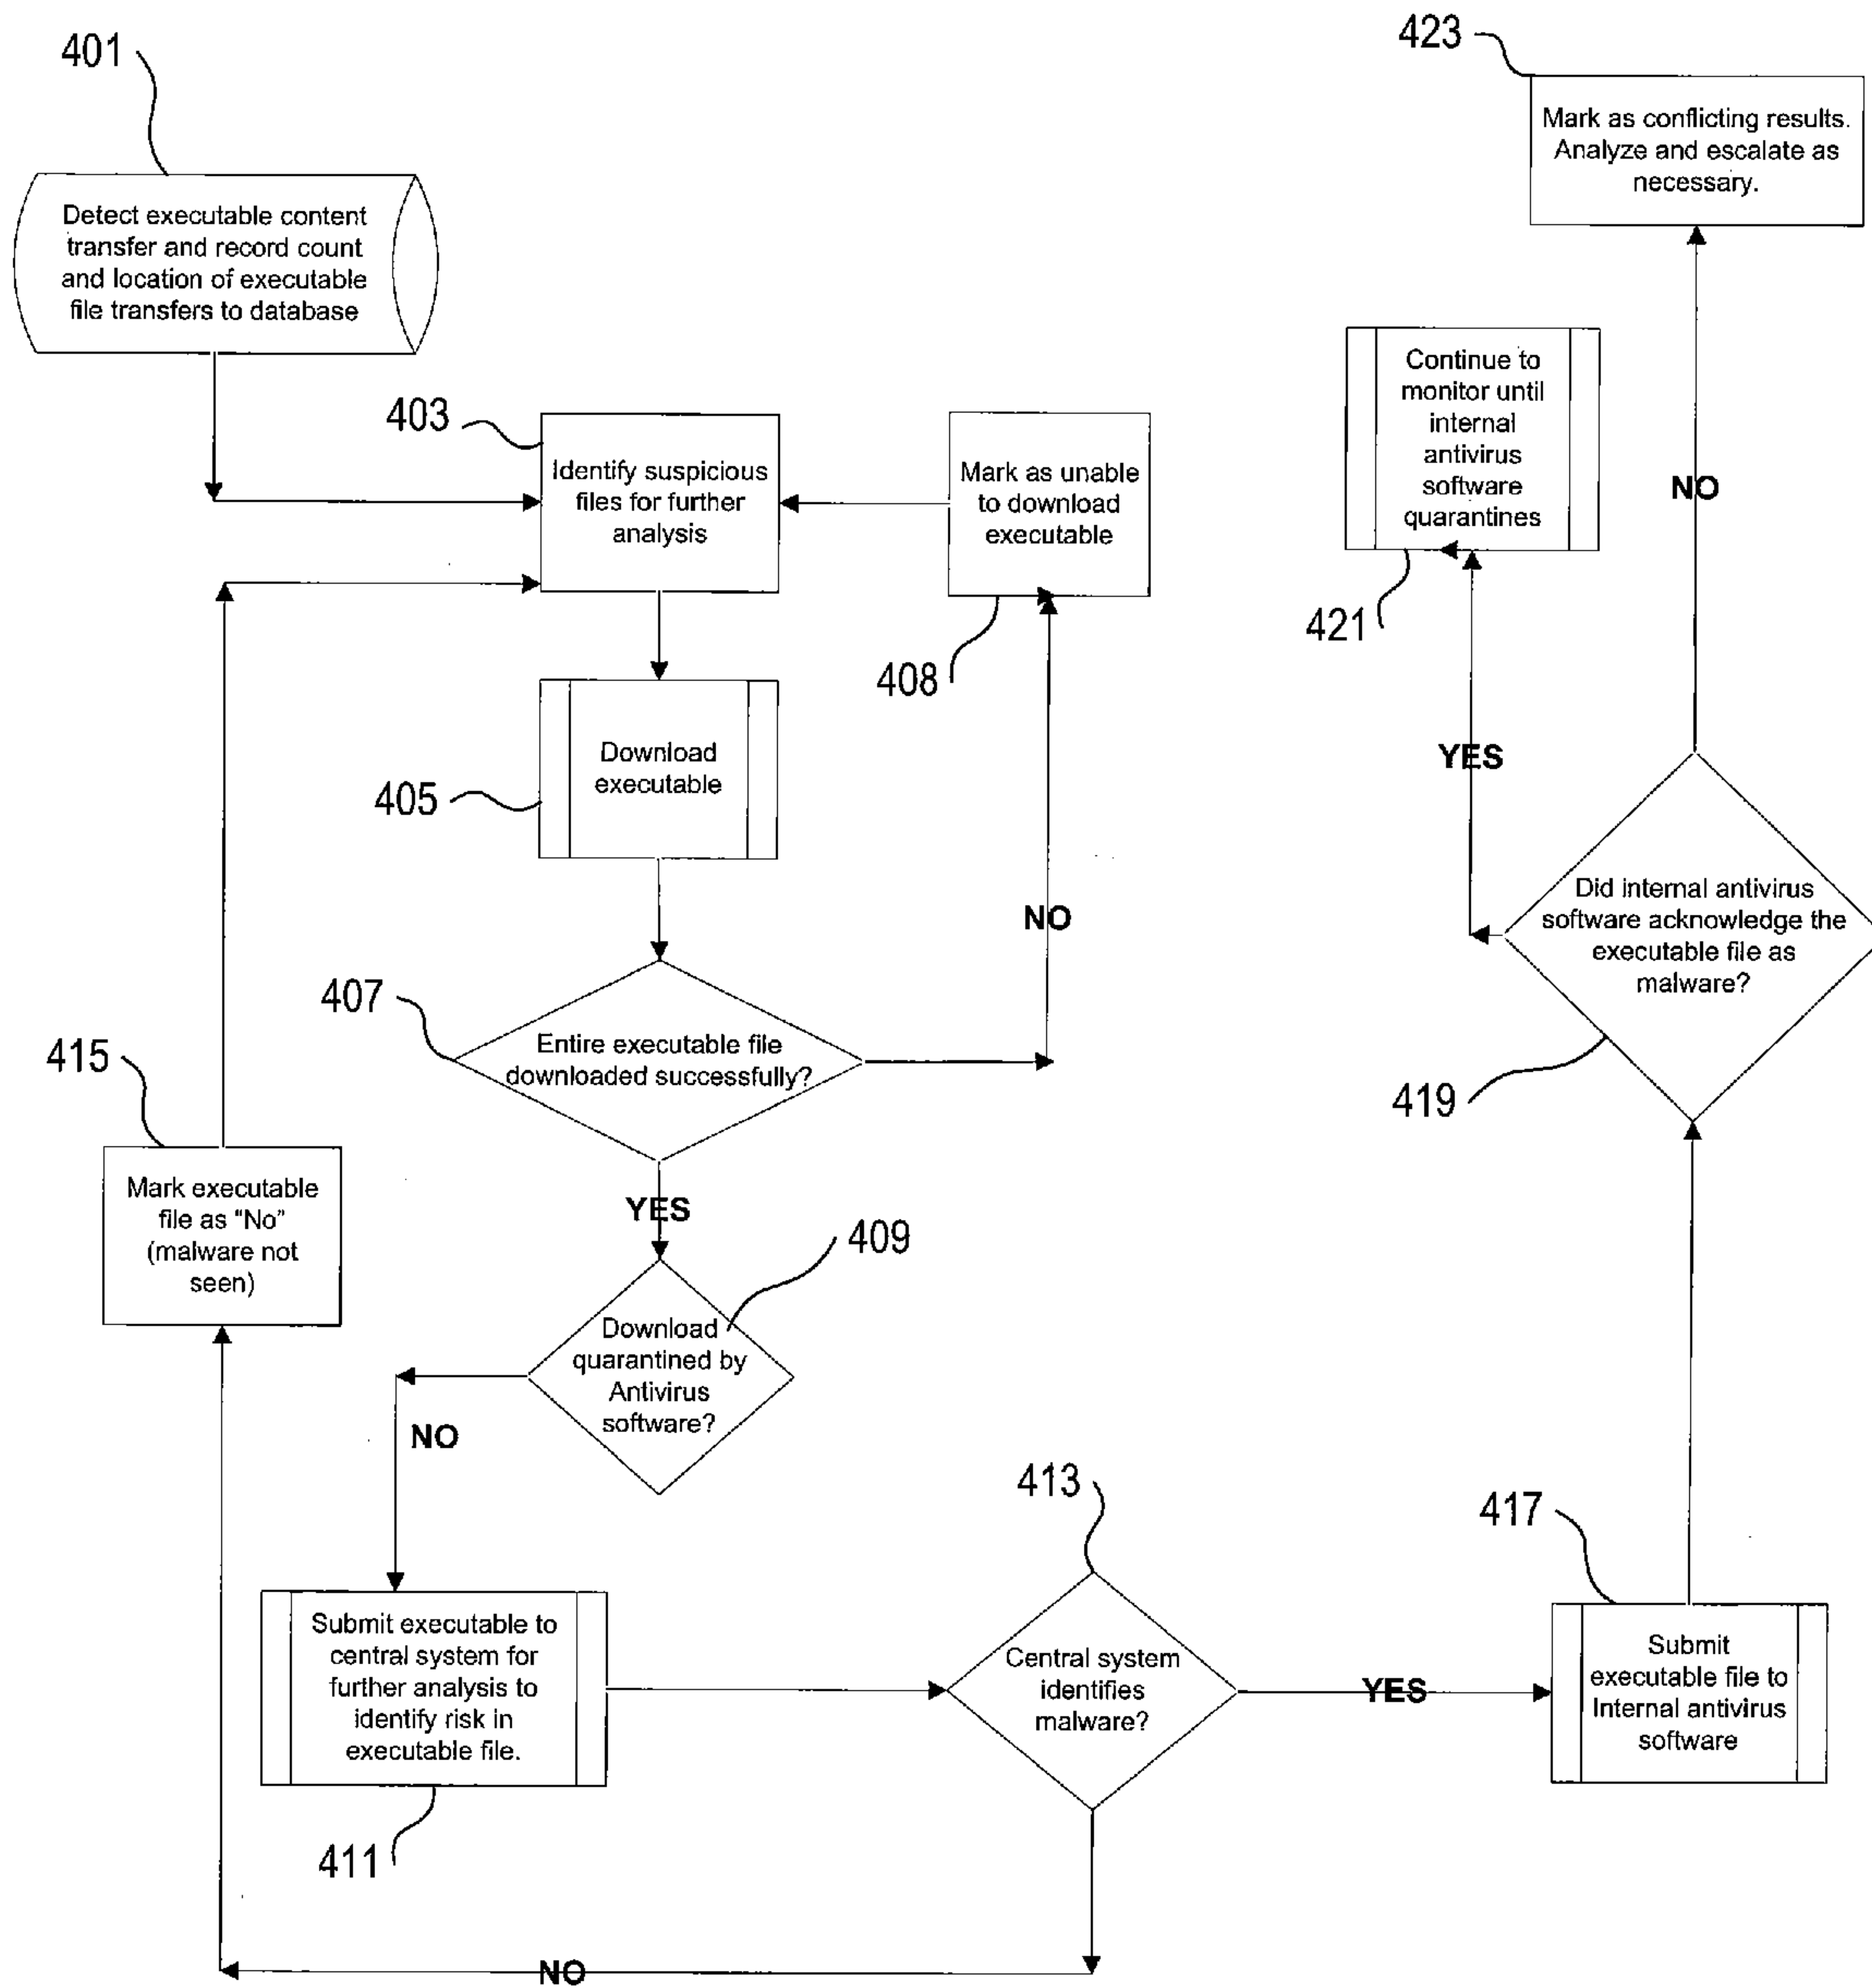 401
Detect executable content
transfer and record count
and location of executable
file transfers to database
403
Identify suspicious
files for further
analysis
Mark as unable
to download
executable
408
405
Download
executable
407
Entire executable file
downloaded successfully?
NO
YES
415
Mark executable
file as “No”
(malware not
seen)
409
Download
quarantined by
Antivirus
software?
NO
Submit executable to
central system for
further analysis to
identify risk in
executable file.
411
413
Central system
identifies
malware?
YES
NO
417
Submit
executable file to
Internal antivirus
software
419
Did internal antivirus
software acknowledge the
executable file as
malware?
YES
421
Continue to
monitor until
internal
antivirus
software
quarantines
NO
423
Mark as conflicting results.
Analyze and escalate as
necessary.